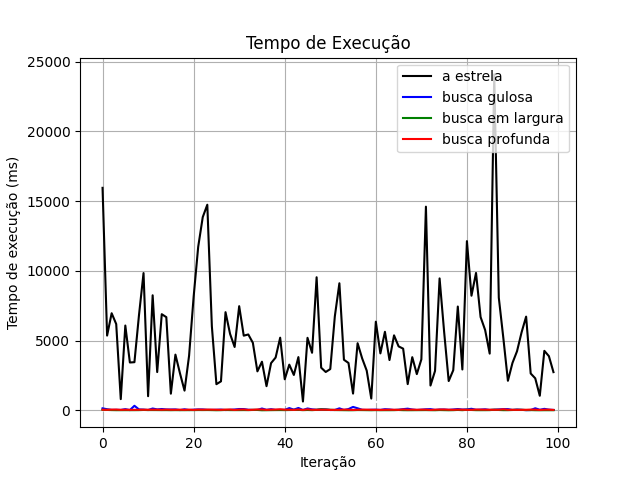 Tempo de Execução
25000
20000
15000
10000
5000
0
Tempo de execução (ms)
a estrela
busca gulosa
busca em largura
busca profunda
0 20 40 60 80 100
Iteração